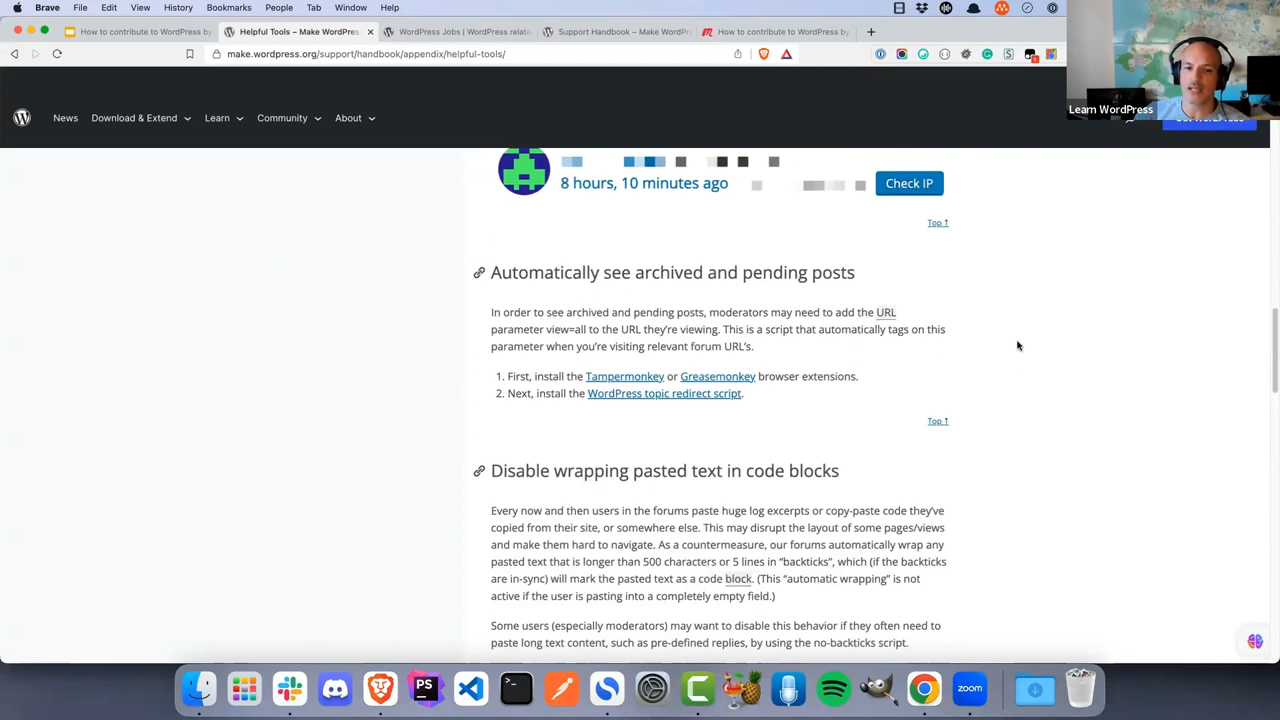 Brave File Edit View History Bookmarks People Tab Window Help
How to contribute to WordPress by
Helpful Tools – Make WordPres
WordPress Jobs | WordPress relate
Support Handbook – Make WordPr
How to contribute to WordPress by
make.wordpress.org/support/handbook/appendix/helpful-tools/
Learn WordPress
News Download & Extend Learn Community About
8 hours, 10 minutes ago
Check IP
Top ↑
Automatically see archived and pending posts
In order to see archived and pending posts, moderators may need to add the URL
parameter view=all to the URL they're viewing. This is a script that automatically tags on this
parameter when you're visiting relevant forum URL's.
1. First, install the Tampermonkey or Greasemonkey browser extensions.
2. Next, install the WordPress topic redirect script.
Top ↑
Disable wrapping pasted text in code blocks
Every now and then users in the forums paste huge log excerpts or copy-paste code they've
copied from their site, or somewhere else. This may disrupt the layout of some pages/views
and make them hard to navigate. As a countermeasure, our forums automatically wrap any
pasted text that is longer than 500 characters or 5 lines in “backticks”, which (if the backticks
are in-sync) will mark the pasted text as a code block. (This “automatic wrapping” is not
active if the user is pasting into a completely empty field.)
Some users (especially moderators) may want to disable this behavior if they often need to
paste long text content, such as pre-defined replies, by using the no-backticks script.
PS
zoom